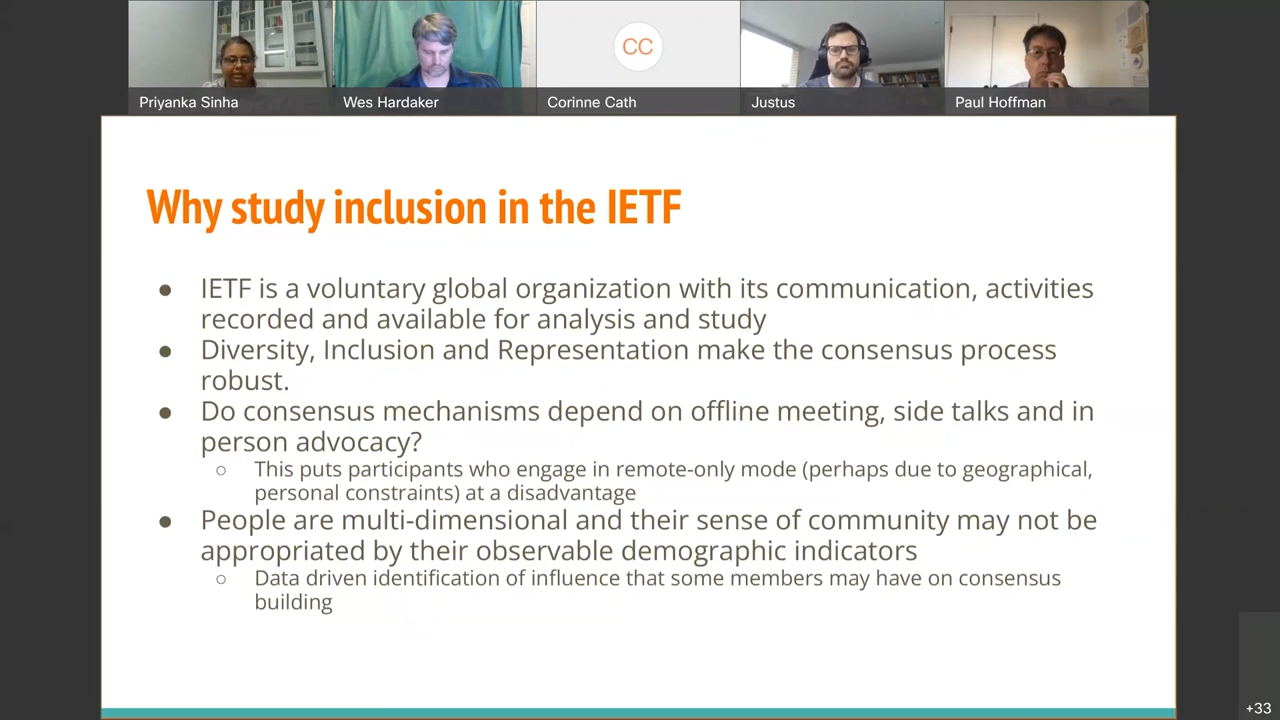 CC
Priyanka Sinha
Wes Hardaker
Corinne Cath
Justus
Paul Hoffman
Why study inclusion in the IETF
● IETF is a voluntary global organization with its communication, activities
recorded and available for analysis and study
● Diversity, Inclusion and Representation make the consensus process
robust.
● Do consensus mechanisms depend on offline meeting, side talks and in
person advocacy?
○ This puts participants who engage in remote-only mode (perhaps due to geographical,
personal constraints) at a disadvantage
● People are multi-dimensional and their sense of community may not be
appropriated by their observable demographic indicators
○ Data driven identification of influence that some members may have on consensus
building
+33